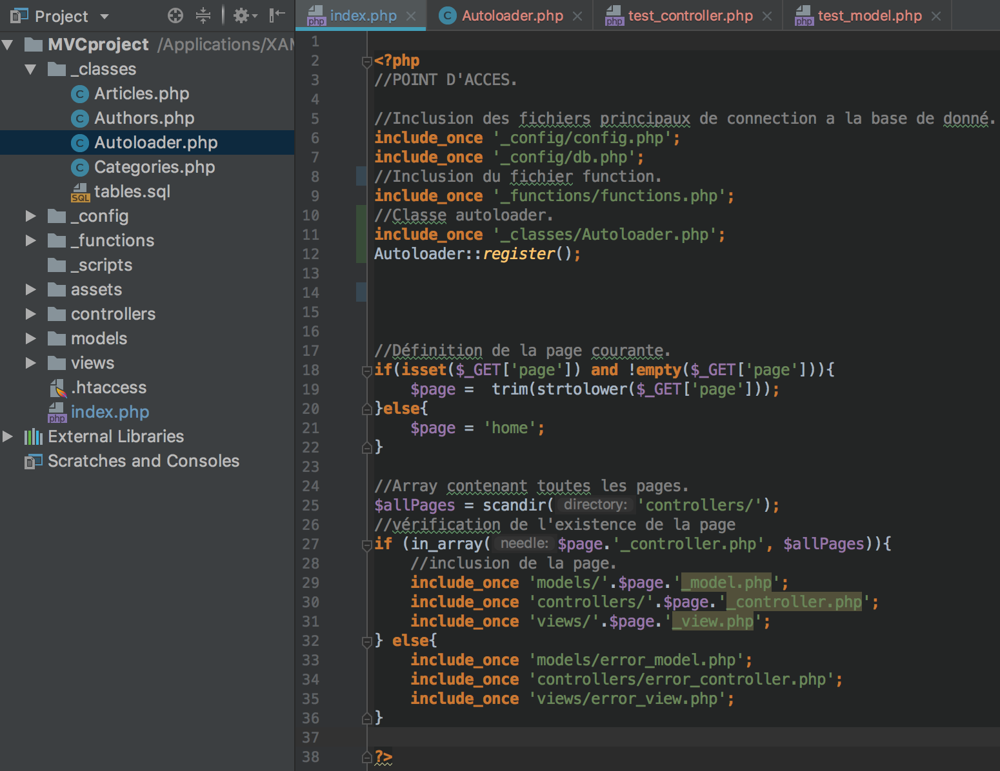 Project
MVCproject /Applications/XAM
_classes
Articles.php
Authors.php
Autoloader.php
Categories.php
tables.sql
_config
_functions
_scripts
assets
controllers
models
views
.htaccess
index.php
External Libraries
Scratches and Consoles
index.php Autoloader.php test_controller.php test_model.php
1
2 <?php
3 //POINT D'ACCES.
4
5 //Inclusion des fichiers principaux de connection a la base de donné.
6 include_once '_config/config.php';
7 include_once '_config/db.php';
8 //Inclusion du fichier function.
9 include_once '_functions/functions.php';
10 //Classe autoloader.
11 include_once '_classes/Autoloader.php';
12 Autoloader::register();
13
14
15
16
17 //Définition de la page courante.
18 if(isset($_GET['page']) and !empty($_GET['page'])){
19 $page =  trim(strtolower($_GET['page']));
20 }else{
21 $page = 'home';
22 }
23
24 //Array contenant toutes les pages.
25 $allPages = scandir( directory: 'controllers/');
26 //vérification de l'existence de la page
27 if (in_array( needle: $page.'_controller.php', $allPages)){
28 //inclusion de la page.
29 include_once 'models/'.$page.'_model.php';
30 include_once 'controllers/'.$page.'_controller.php';
31 include_once 'views/'.$page.'_view.php';
32 } else{
33 include_once 'models/error_model.php';
34 include_once 'controllers/error_controller.php';
35 include_once 'views/error_view.php';
36 }
37
38 ?>